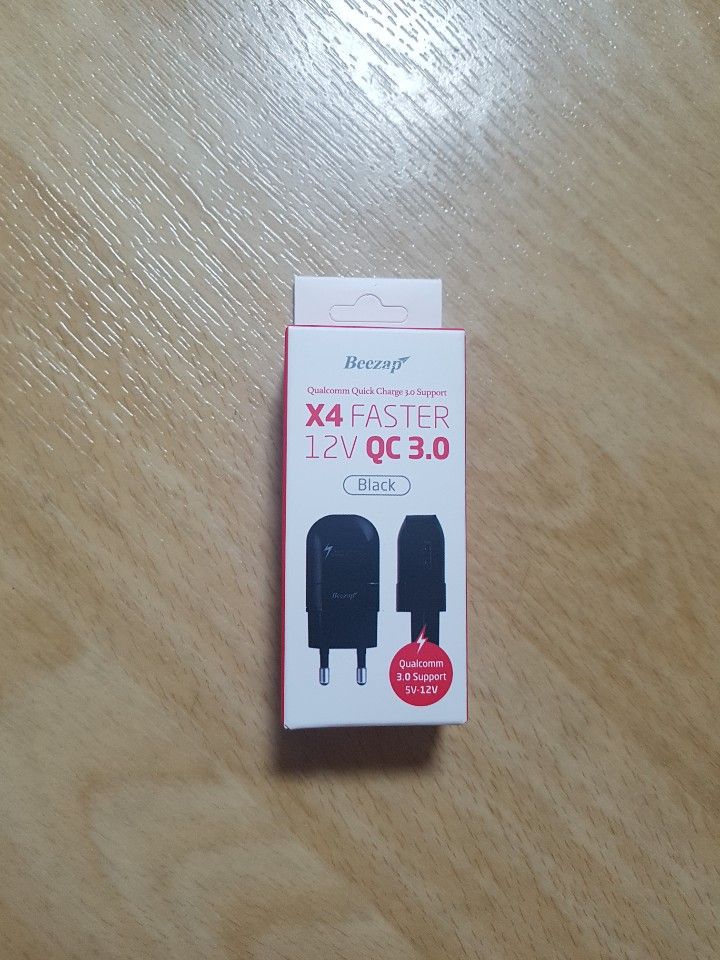 Beezap
Qualcomm Quick Charge 3.0 Support
X4 FASTER
12V QC 3.0
Black
Beezap
Qualcomm
3.0 Support
5V-12V